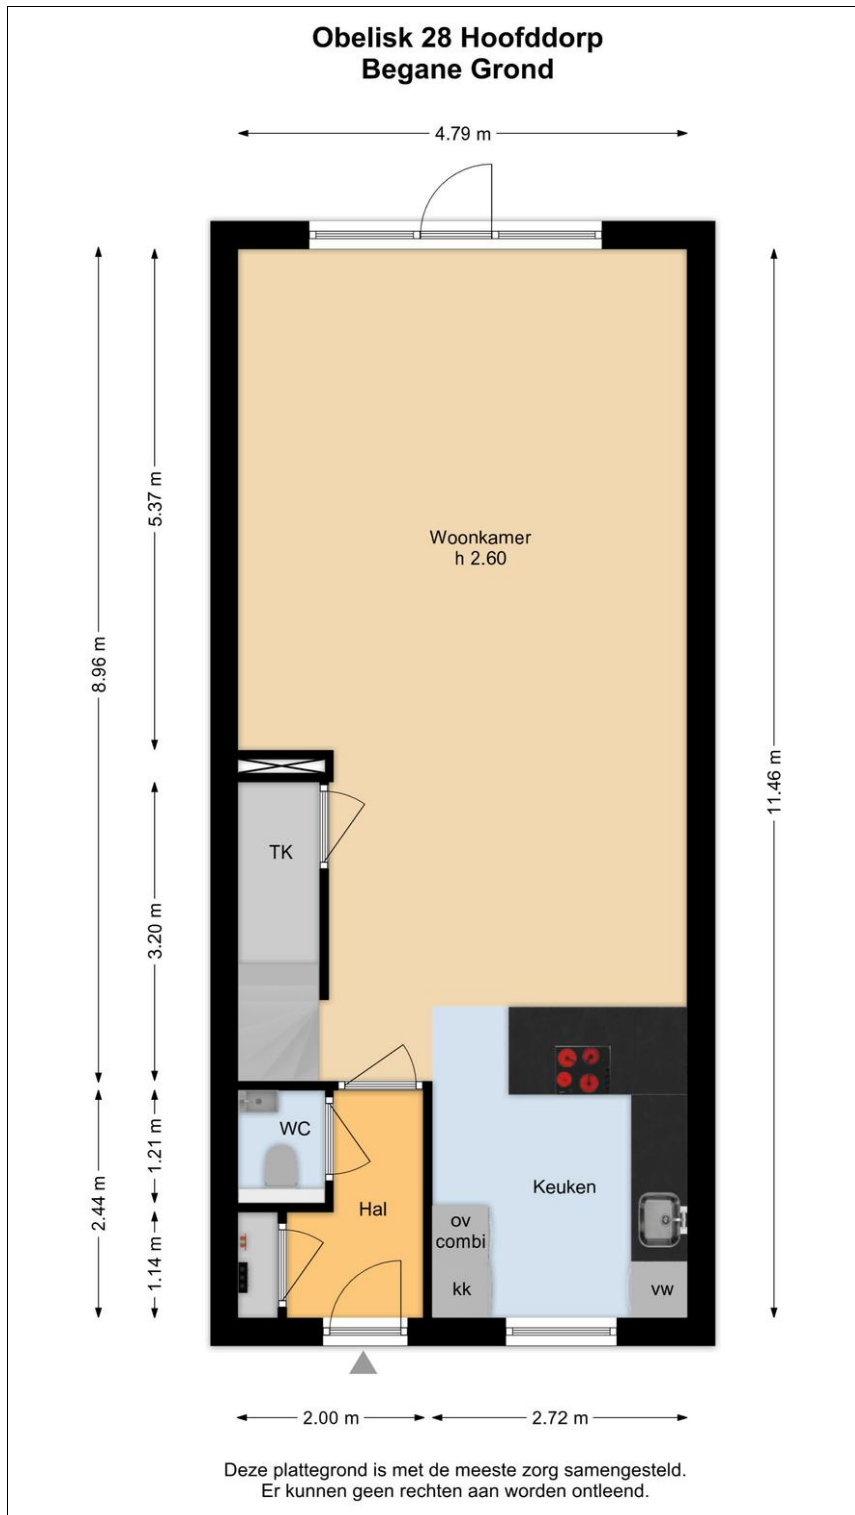 Obelisk 28 Hoofddorp
Begane Grond
4.79 m
5.37 m
Woonkamer
h 2.60
8.96 m
11.46 m
TK
3.20 m
WC
1.21 m
2.44 m
Hal
Keuken
ov
combi
1.14 m
kk
vw
2.00 m
2.72 m
Deze plattegrond is met de meeste zorg samengesteld.
Er kunnen geen rechten aan worden ontleend.